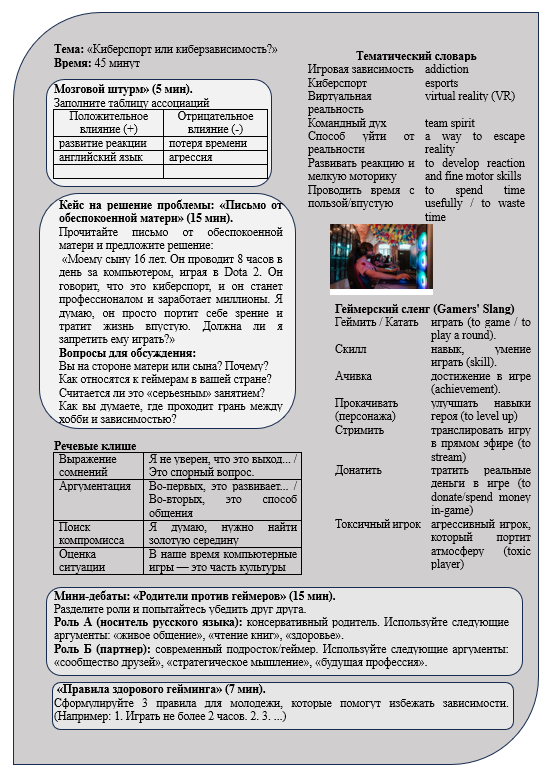 Тема: «Киберспорт или киберзависимость?»
Время: 45 минут
Мозговой штурм» (5 мин).
Заполните таблицу ассоциаций
Положительное влияние (+) Отрицательное влияние (-)
развитие реакции потеря времени
английский язык агрессия
Кейс на решение проблемы: «Письмо от
обеспокоенной матери» (15 мин).
Прочитайте письмо от обеспокоенной
матери и предложите решение:
«Моему сыну 16 лет. Он проводит 8 часов в
день за компьютером, играя в Dota 2. Он
говорит, что это киберспорт, и он станет
профессионалом и заработает миллионы. Я
думаю, он просто портит себе зрение и
тратит жизнь впустую. Должна ли я
запретить ему играть?»
Вопросы для обсуждения:
Вы на стороне матери или сына? Почему?
Как относятся к геймерам в вашей стране?
Считается ли это «серьезным» занятием?
Как вы думаете, где проходит грань между
хобби и зависимостью?
Речевые клише
Выражение Я не уверен, что это выход... /
сомнений Это спорный вопрос.
Аргументация Во-первых, это развивает... /
Во-вторых, это способ
общения
Поиск Я думаю, нужно найти
компромисса золотую середину
Оценка В наше время компьютерные
ситуации игры — это часть культуры
Тематический словарь
Игровая зависимость addiction
Киберспорт esports
Виртуальная virtual reality (VR)
реальность
Командный дух team spirit
Способ уйти от a way to escape
реальности reality
Развивать реакцию и to develop reaction
мелкую моторику and fine motor skills
Проводить время с to spend time
пользой/впустую usefully / to waste
time
Геймерский сленг (Gamers' Slang)
Геймить / Катать играть (to game / to
play a round).
Скилл навык, умение
играть (skill).
Ачивка достижение в игре
(achievement).
Прокачивать улучшать навыки
(персонажа) героя (to level up)
Стримить транслировать игру
в прямом эфире (to
stream)
Донатить тратить реальные
деньги в игре (to
donate/spend money
in-game)
Токсичный игрок агрессивный игрок,
который портит
атмосферу (toxic
player)
Мини-дебаты: «Родители против геймеров» (15 мин).
Разделите роли и попытайтесь убедить друг друга.
Роль А (носитель русского языка): консервативный родитель. Используйте следующие
аргументы: «живое общение», «чтение книг», «здоровье».
Роль Б (партнер): современный подросток/геймер. Используйте следующие аргументы:
«сообщество друзей», «стратегическое мышление», «будущая профессия».
«Правила здорового гейминга» (7 мин).
Сформулируйте 3 правила для молодежи, которые помогут избежать зависимости.
(Например: 1. Играть не более 2 часов. 2. 3. ...)